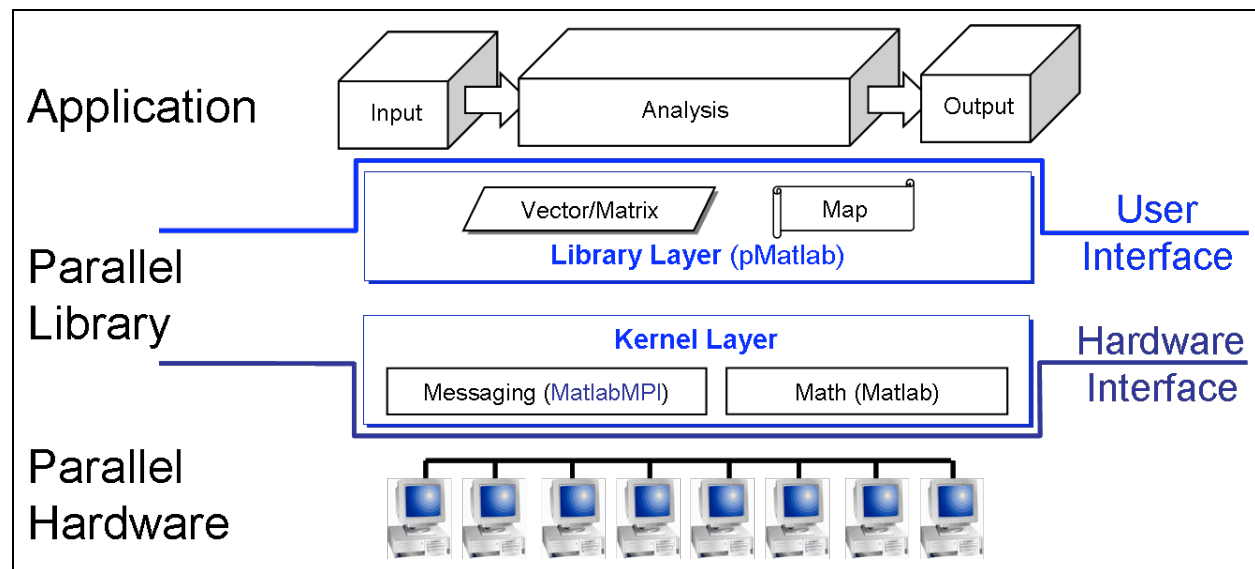 Application
Input
Analysis
Output
Vector/Matrix
Map
Library Layer (pMatlab)
User
Interface
Parallel
Library
Kernel Layer
Messaging (MatlabMPI)
Math (Matlab)
Hardware
Interface
Parallel
Hardware